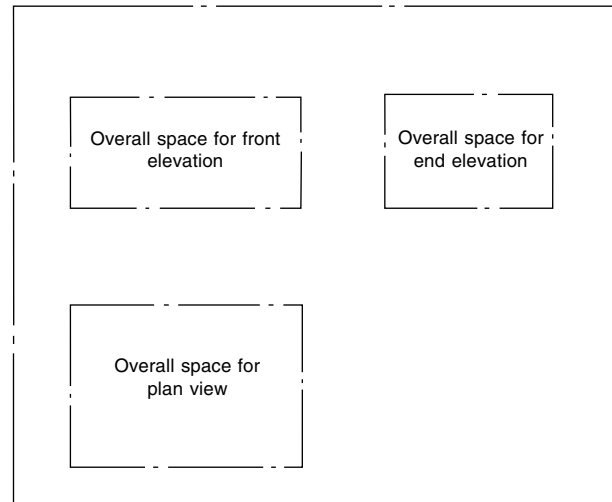 Overall space for front
elevation
Overall space for
end elevation
Overall space for
plan view